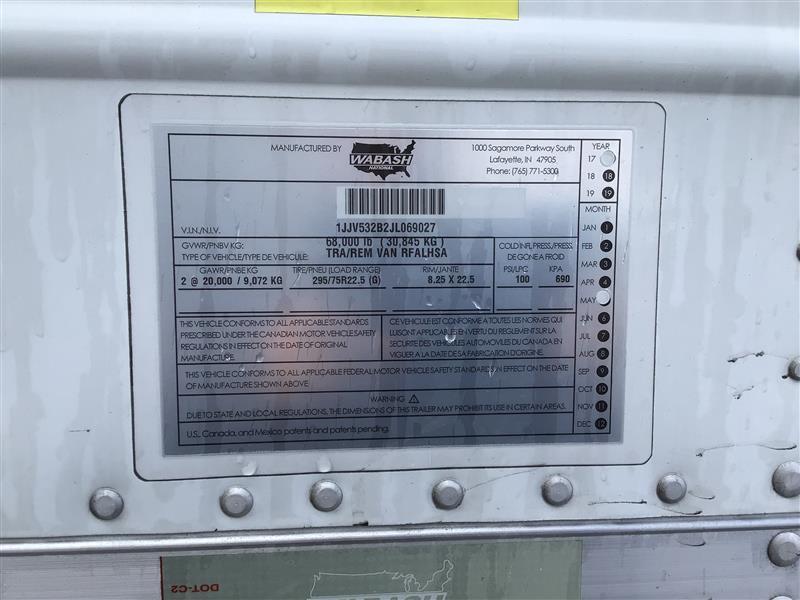 MANUFACTURED BY
WABASH
NATIONAL
1000 Sagamore Parkway South
Lafayette, IN 47905
Phone: (765) 771-5300
V.I.N./N.I.V.
1JJV532B2JL069027
GVWR/PNBV KG:
68,000 lb ( 30,845 KG )
TYPE OF VEHICLE/TYPE DE VEHICULE:
TRA/REM VAN RFALHSA
COLD INFL.PRESS./PRESS.
DE GONF.A FROID
GAWR/PNBE KG
TIRE/PNEU (LOAD RANGE)
RIM/JANTE
PSI/LPC
KPA
2 @ 20,000 / 9,072 KG
295/75R22.5 (G)
8.25 X 22.5
100
690
THIS VEHICLE CONFORMS TO ALL APPLICABLE STANDARDS
PRESCRIBED UNDER THE CANADIAN MOTOR VEHICLE SAFETY
REGULATIONS IN EFFECT ON THE DATE OF ORIGINAL
MANUFACTURE.
CE VEHICULE EST CONFORME A TOUTES LES NORMES QUI
LUISONT APPLICABLES EN VERTU DU REGLEMENT SUR LA
SECURITE DES VEHICULES AUTOMOBILES DU CANADA EN
VIGUER A LA DATE DE SA FABRICATION D'ORIGINE.
THIS VEHICLE CONFORMS TO ALL APPLICABLE FEDERAL MOTOR VEHICLE SAFETY STANDARDS IN EFFECT ON THE DATE
OF MANUFACTURE SHOWN ABOVE
WARNING
DUE TO STATE AND LOCAL REGULATIONS, THE DIMENSIONS OF THIS TRAILER MAY PROHIBIT ITS USE IN CERTAIN AREAS.
U.S., Canada, and Mexico patents and patents pending.
YEAR
17
18 18
19 19
MONTH
JAN 1
FEB 2
MAR 3
APR 4
MAY
JUN 6
JUL 7
AUG 8
SEP 9
OCT 10
NOV 11
DEC 12
DOT-C2
WABASH